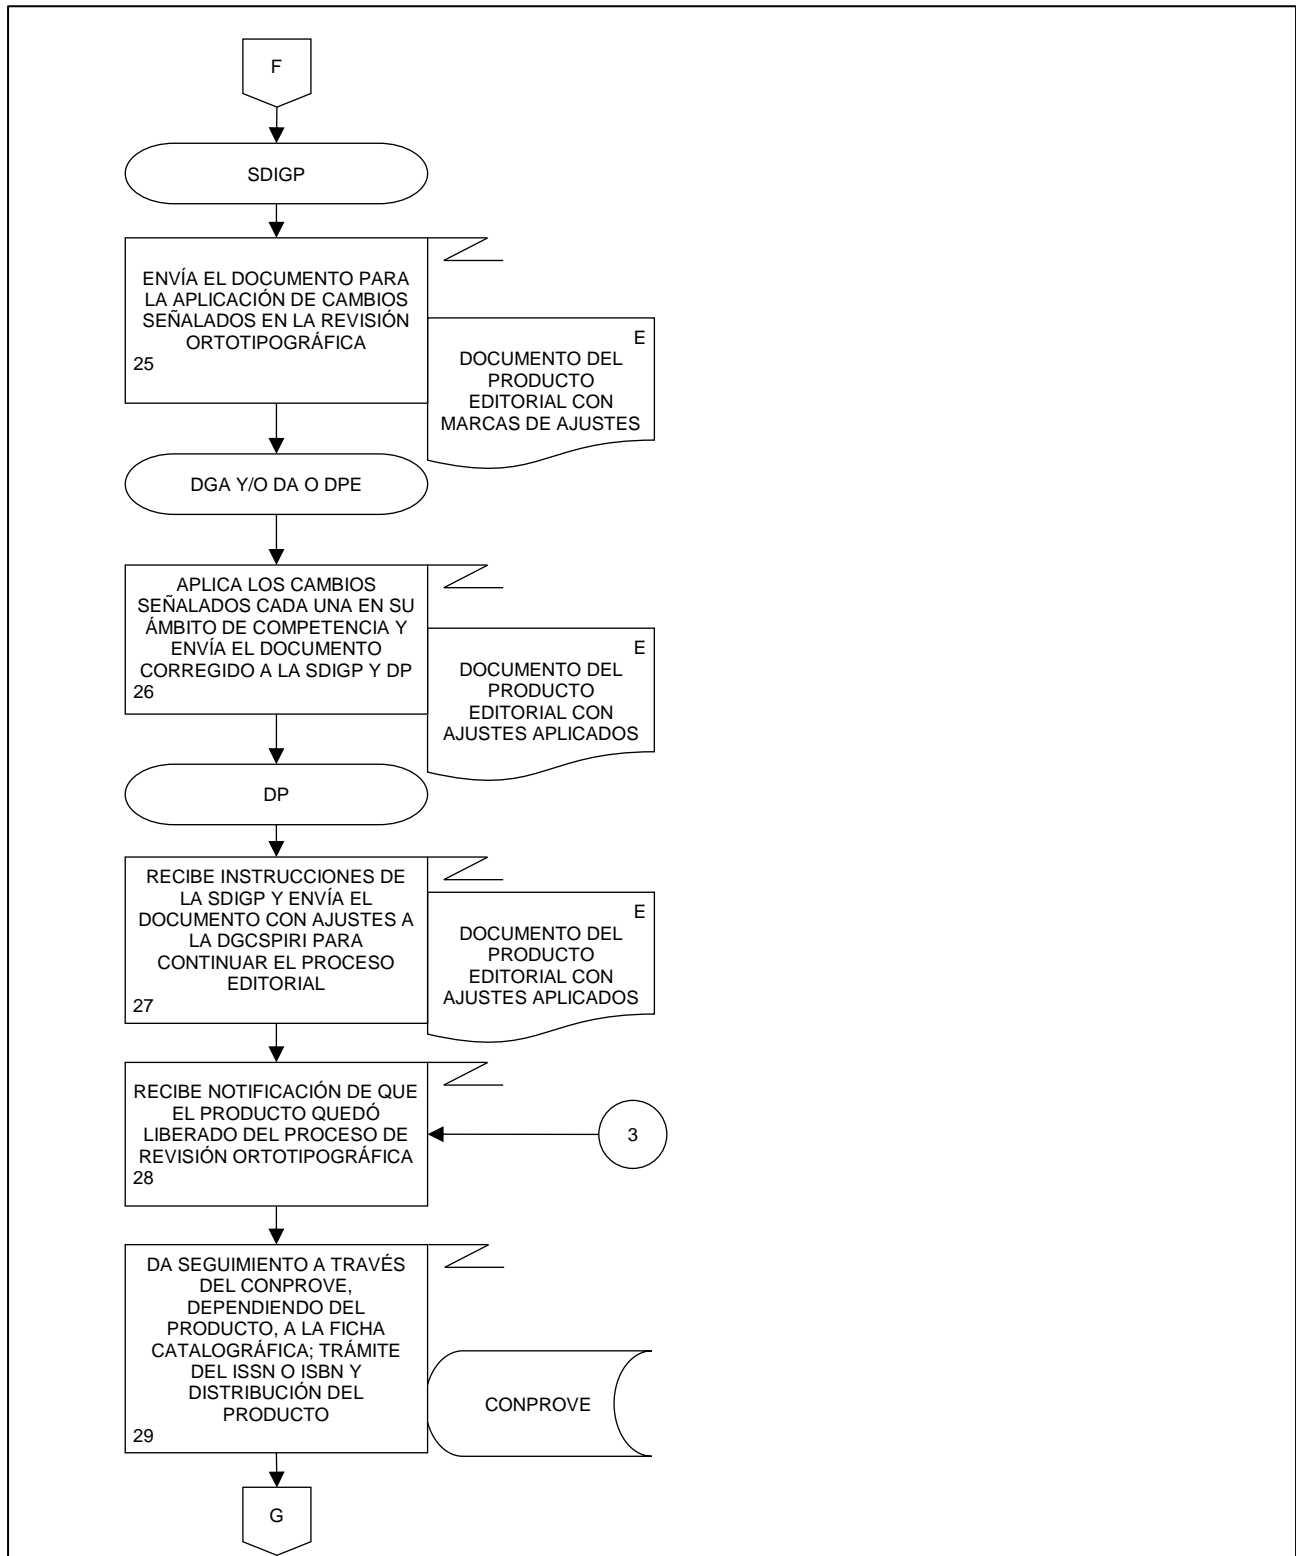 F
SDIGP
ENVÍA EL DOCUMENTO PARA
LA APLICACIÓN DE CAMBIOS
SEÑALADOS EN LA REVISIÓN
ORTOTIPOGRÁFICA
25
E
DOCUMENTO DEL
PRODUCTO
EDITORIAL CON
MARCAS DE AJUSTES
DGA Y/O DA O DPE
APLICA LOS CAMBIOS
SEÑALADOS CADA UNA EN SU
ÁMBITO DE COMPETENCIA Y
ENVÍA EL DOCUMENTO
CORREGIDO A LA SDIGP Y DP
26
E
DOCUMENTO DEL
PRODUCTO
EDITORIAL CON
AJUSTES APLICADOS
DP
RECIBE INSTRUCCIONES DE
LA SDIGP Y ENVÍA EL
DOCUMENTO CON AJUSTES A
LA DGCSPIRI PARA
CONTINUAR EL PROCESO
EDITORIAL
27
E
DOCUMENTO DEL
PRODUCTO
EDITORIAL CON
AJUSTES APLICADOS
RECIBE NOTIFICACIÓN DE QUE
EL PRODUCTO QUEDÓ
LIBERADO DEL PROCESO DE
REVISIÓN ORTOTIPOGRÁFICA
28
3
DA SEGUIMIENTO A TRAVÉS
DEL CONPROVE,
DEPENDIENDO DEL
PRODUCTO, A LA FICHA
CATALOGRÁFICA; TRÁMITE
DEL ISSN O ISBN Y
DISTRIBUCIÓN DEL
PRODUCTO
29
CONPROVE
G